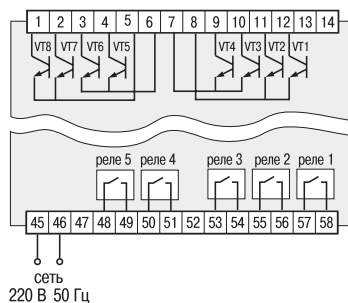 1 2 3 4 5 6 7 8 9 10 11 12 13 14
VT8 VT7 VT6 VT5 VT4 VT3 VT2 VT1
реле 5 реле 4 реле 3 реле 2 реле 1
45 46 47 48 49 50 51 52 53 54 55 56 57 58
сеть
220 В 50 Гц